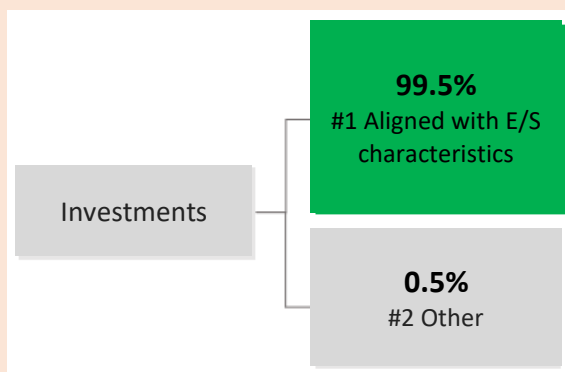 99.5%
#1 Aligned with E/S
characteristics
Investments
0.5%
#2 Other